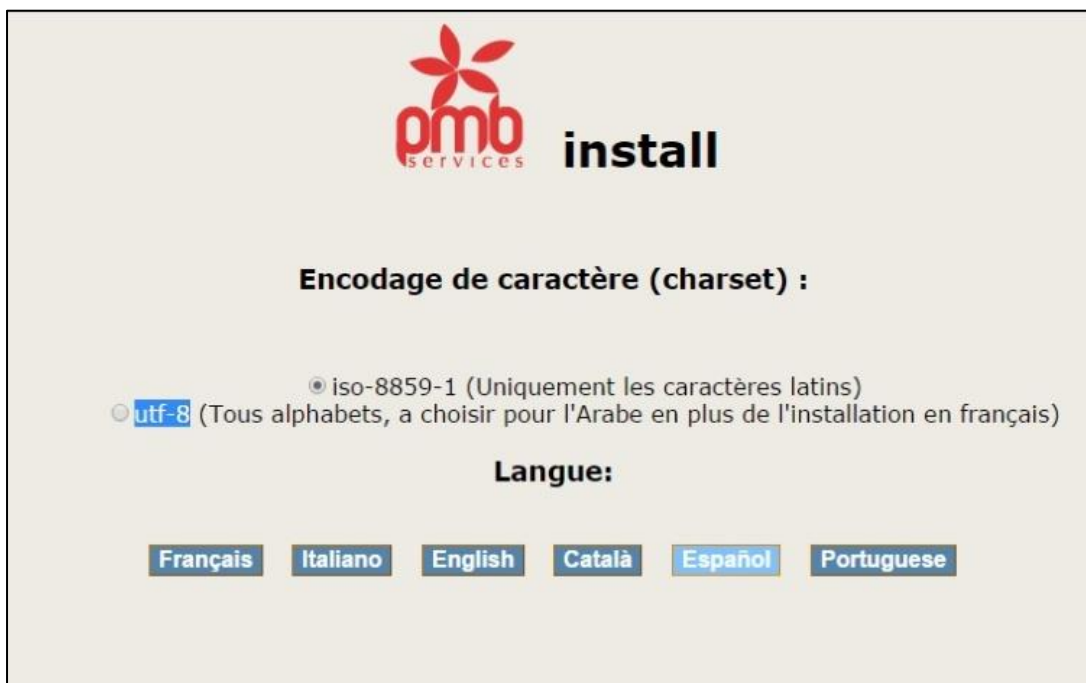 pmb
services
install
Encodage de caractère (charset) :
iso-8859-1 (Uniquement les caractères latins)
utf-8 (Tous alphabets, a choisir pour l'Arabe en plus de l'installation en français)
Langue:
Français Italiano English Català Español Portuguese